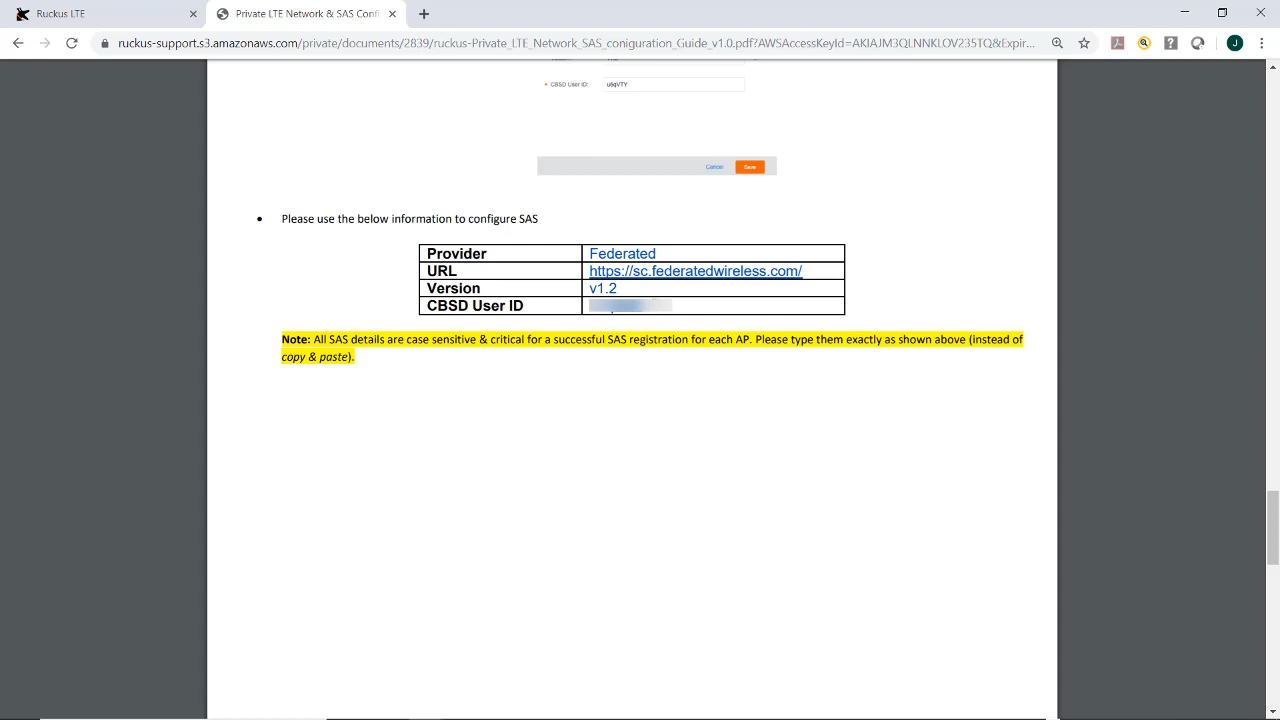 Ruckus LTE
Private LTE Network & SAS Confi
ruckus-support.s3.amazonaws.com/private/documents/2839/ruckus-Private_LTE_Network_SAS_coniguration_Guide_v1.0.pdf?AWSAccessKeyId=AKIAJM3QLNNKLOV235TQ&Expir...
J
* CBSD User ID: u6qVTY
Cancel Save
• Please use the below information to configure SAS
Provider Federated
URL https://sc.federatedwireless.com/
Version v1.2
CBSD User ID
Note: All SAS details are case sensitive & critical for a successful SAS registration for each AP. Please type them exactly as shown above (instead of
copy & paste).